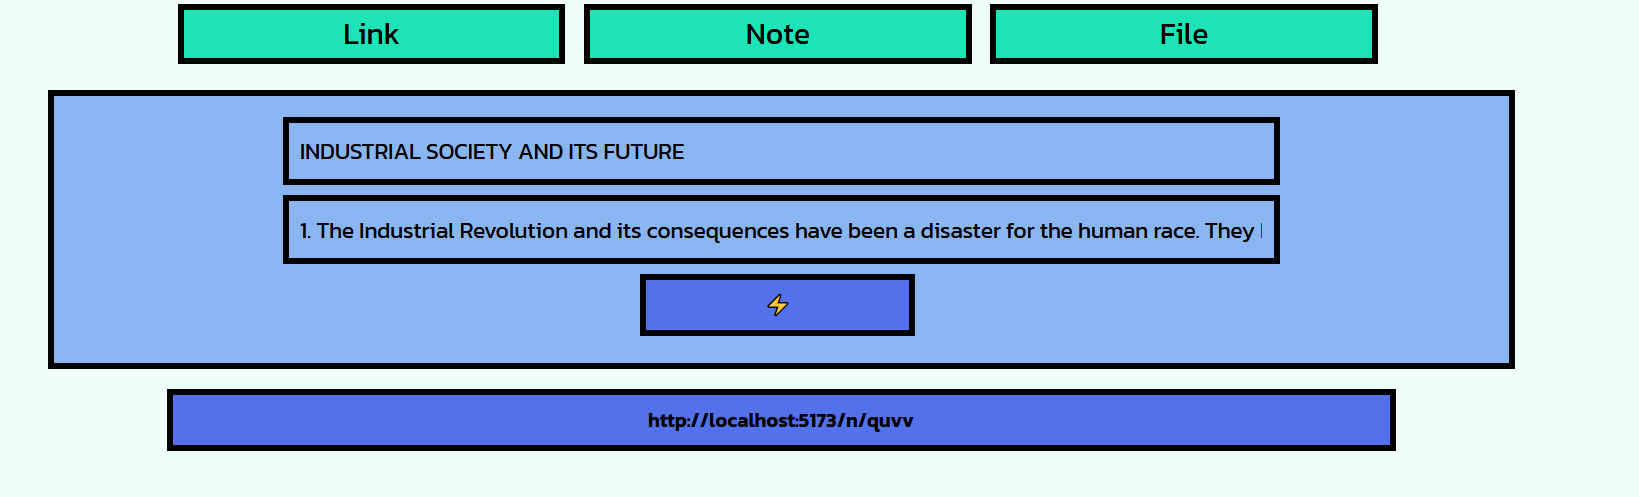 Link
Note
File
INDUSTRIAL SOCIETY AND ITS FUTURE
1. The Industrial Revolution and its consequences have been a disaster for the human race. They
http://localhost:5173/n/quvv